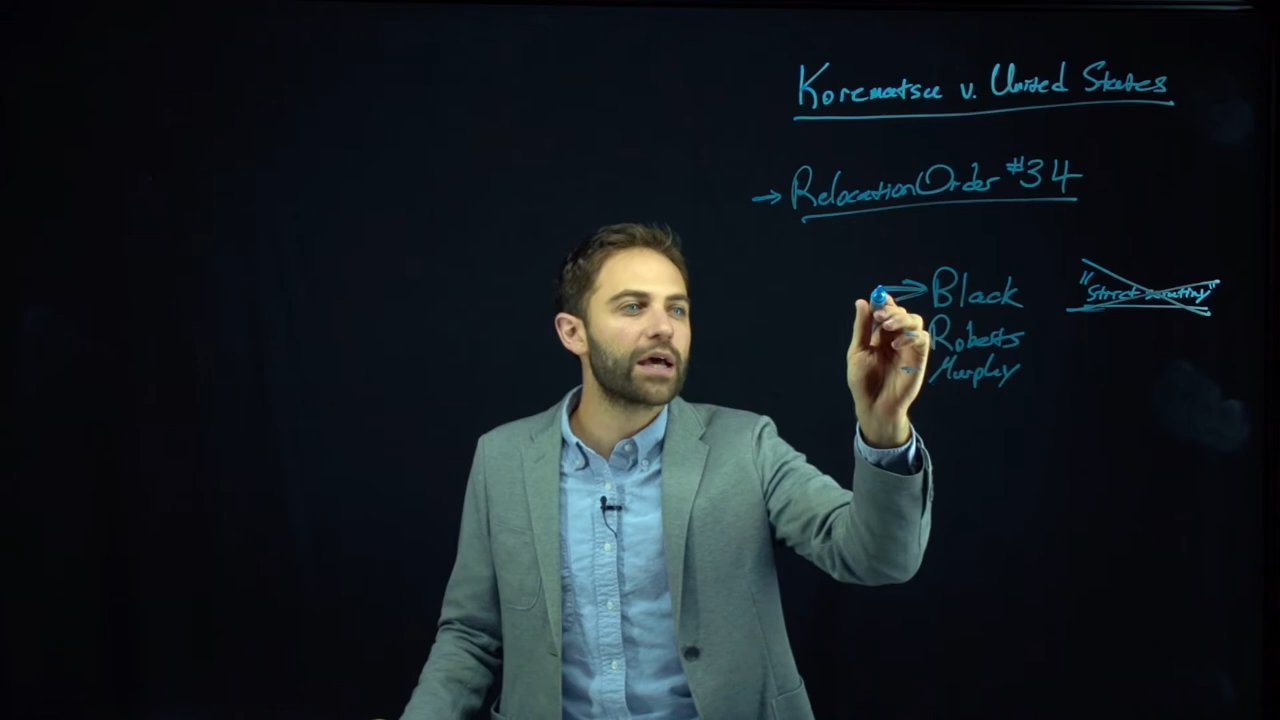 Korematsu v. United States
→ Relocation Order #34
→ Black
"Strict scrutiny"
Roberts
Murphy